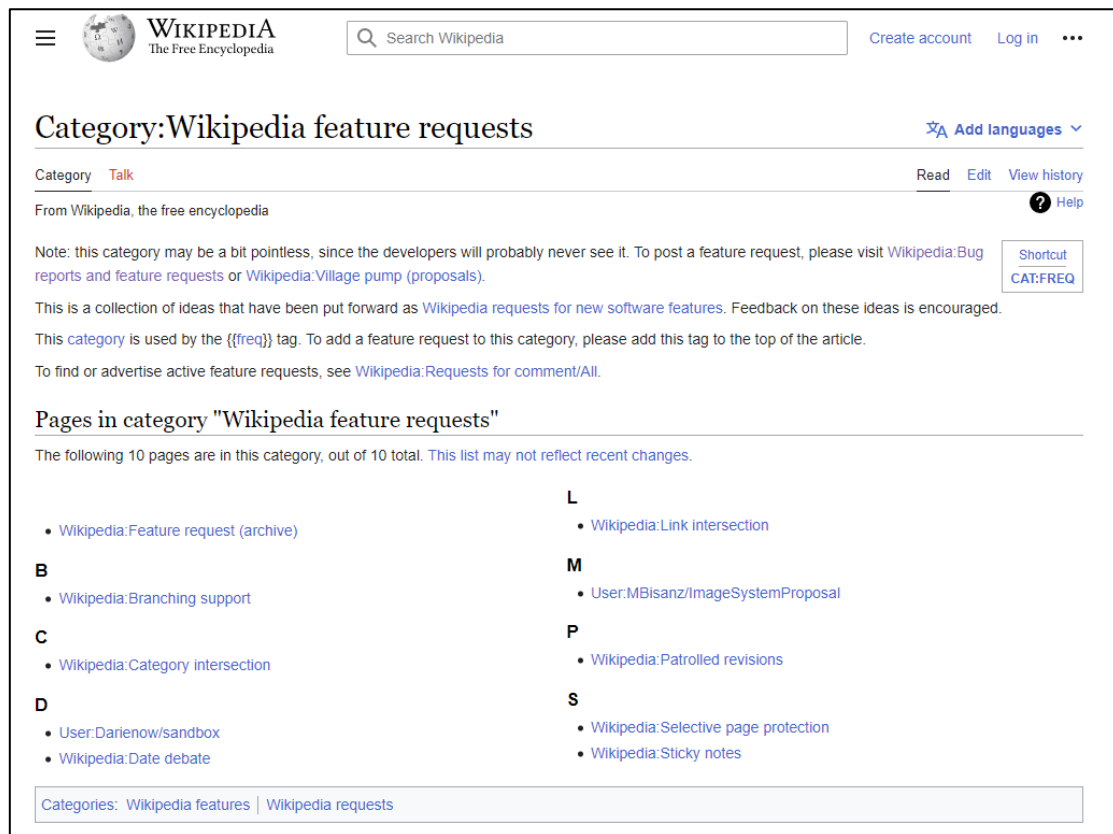 WIKIPEDIA
The Free Encyclopedia
Search Wikipedia
Create account
Log in
Category:Wikipedia feature requests
Add languages
Category
Talk
Read
Edit
View history
From Wikipedia, the free encyclopedia
Help
Note: this category may be a bit pointless, since the developers will probably never see it. To post a feature request, please visit Wikipedia:Bug
reports and feature requests or Wikipedia:Village pump (proposals).
Shortcut
CAT:FREQ
This is a collection of ideas that have been put forward as Wikipedia requests for new software features. Feedback on these ideas is encouraged.
This category is used by the {{freq}} tag. To add a feature request to this category, please add this tag to the top of the article.
To find or advertise active feature requests, see Wikipedia:Requests for comment/All.
Pages in category "Wikipedia feature requests"
The following 10 pages are in this category, out of 10 total. This list may not reflect recent changes.
• Wikipedia:Feature request (archive)
B
• Wikipedia:Branching support
C
• Wikipedia:Category intersection
D
• User:Darienow/sandbox
• Wikipedia:Date debate
L
• Wikipedia:Link intersection
M
• User:MBisanz/ImageSystemProposal
P
• Wikipedia:Patrolled revisions
S
• Wikipedia:Selective page protection
• Wikipedia:Sticky notes
Categories: Wikipedia features | Wikipedia requests